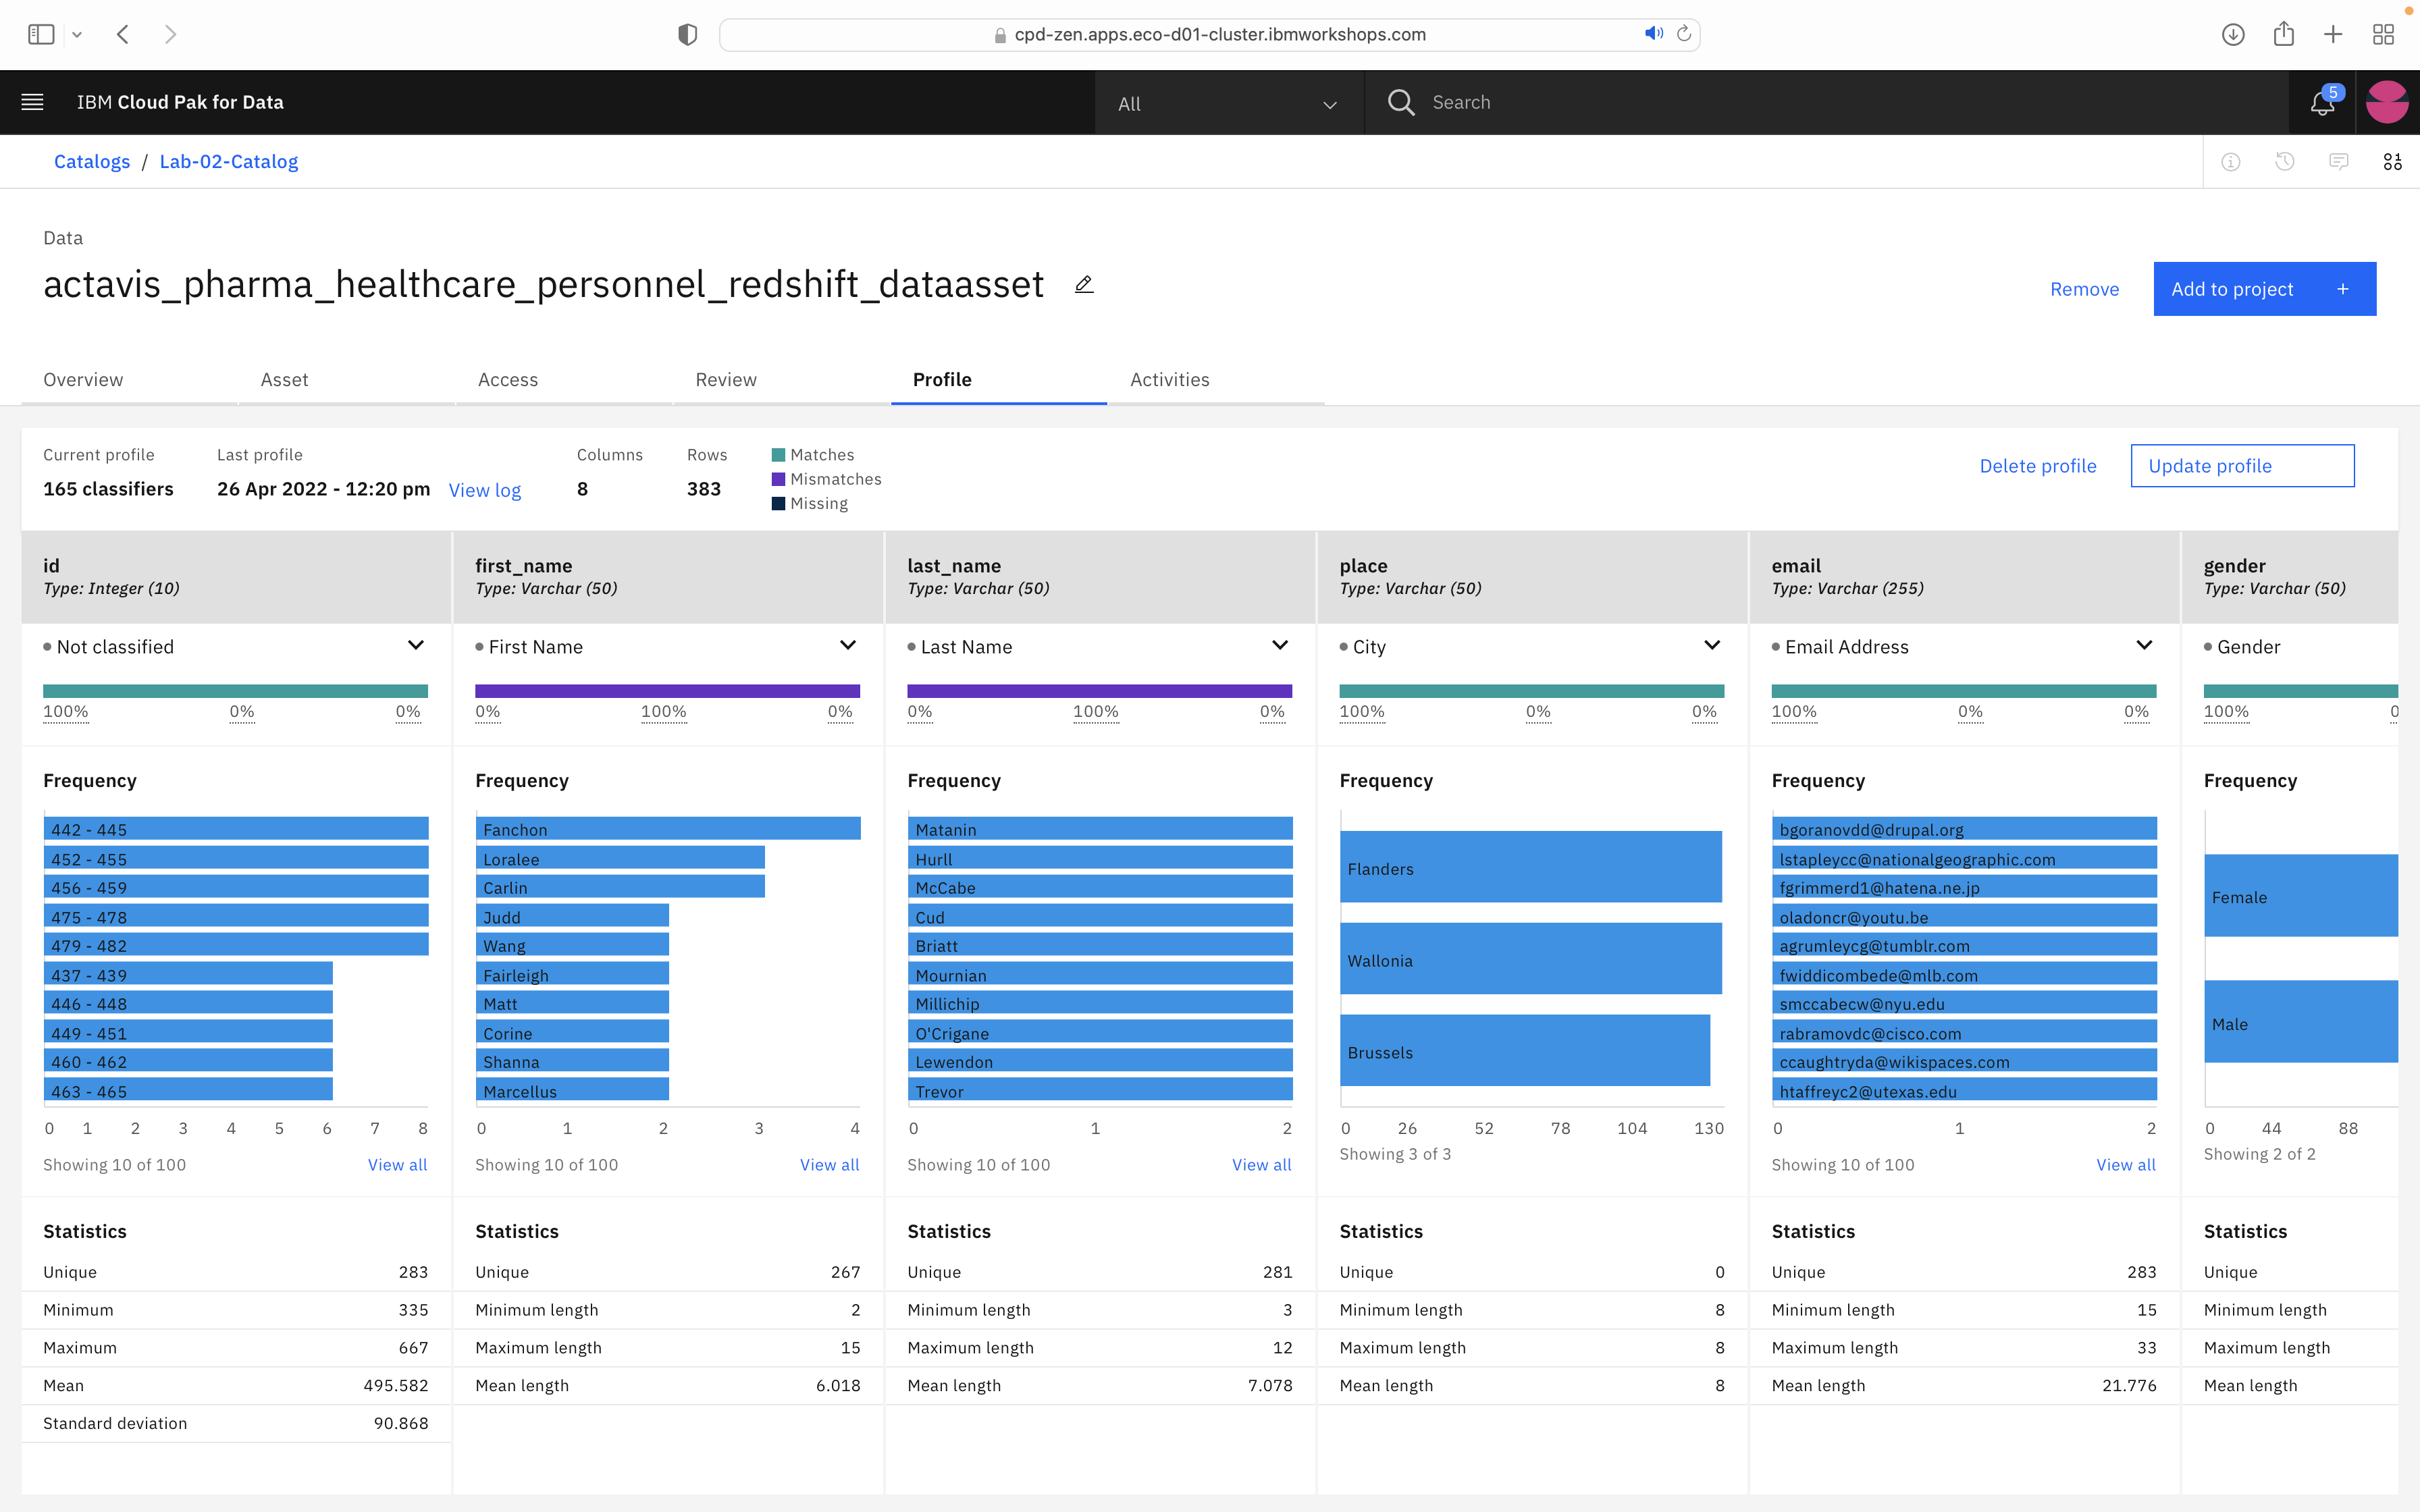 cpd-zen.apps.eco-d01-cluster.ibmworkshops.com
IBM Cloud Pak for Data
All
Search
5
Catalogs / Lab-02-Catalog
Data
actavis_pharma_healthcare_personnel_redshift_dataasset
Remove
Add to project +
Overview Asset Access Review Profile Activities
Current profile Last profile Columns Rows Matches
165 classifiers 26 Apr 2022 - 12:20 pm View log 8 383 Mismatches
Missing
Delete profile Update profile
id
Type: Integer (10)
Not classified
100% 0% 0%
Frequency
442 - 445
452 - 455
456 - 459
475 - 478
479 - 482
437 - 439
446 - 448
449 - 451
460 - 462
463 - 465
0 1 2 3 4 5 6 7 8
Showing 10 of 100 View all
Statistics
Unique 283
Minimum 335
Maximum 667
Mean 495.582
Standard deviation 90.868
first_name
Type: Varchar (50)
First Name
0% 100% 0%
Frequency
Fanchon
Loralee
Carlin
Judd
Wang
Fairleigh
Matt
Corine
Shanna
Marcellus
0 1 2 3 4
Showing 10 of 100 View all
Statistics
Unique 267
Minimum length 2
Maximum length 15
Mean length 6.018
last_name
Type: Varchar (50)
Last Name
0% 100% 0%
Frequency
Matanin
Hurll
McCabe
Cud
Briatt
Mournian
Millichip
O'Crigane
Lewendon
Trevor
0 1 2
Showing 10 of 100 View all
Statistics
Unique 281
Minimum length 3
Maximum length 12
Mean length 7.078
place
Type: Varchar (50)
City
100% 0% 0%
Frequency
Flanders
Wallonia
Brussels
0 26 52 78 104 130
Showing 3 of 3
Statistics
Unique 0
Minimum length 8
Maximum length 8
Mean length 8
email
Type: Varchar (255)
Email Address
100% 0% 0%
Frequency
bgoranovdd@drupal.org
lstapleycc@nationalgeographic.com
fgrimmerd1@hatena.ne.jp
oladoncr@youtu.be
agrumleycg@tumblr.com
fwiddicombede@mlb.com
smccabecw@nyu.edu
rabramovdc@cisco.com
ccaughtryda@wikispaces.com
htaffreyc2@utexas.edu
0 1 2
Showing 10 of 100 View all
Statistics
Unique 283
Minimum length 15
Maximum length 33
Mean length 21.776
gender
Type: Varchar (50)
Gender
100% 0
Frequency
Female
Male
0 44 88
Showing 2 of 2
Statistics
Unique
Minimum length
Maximum length
Mean length